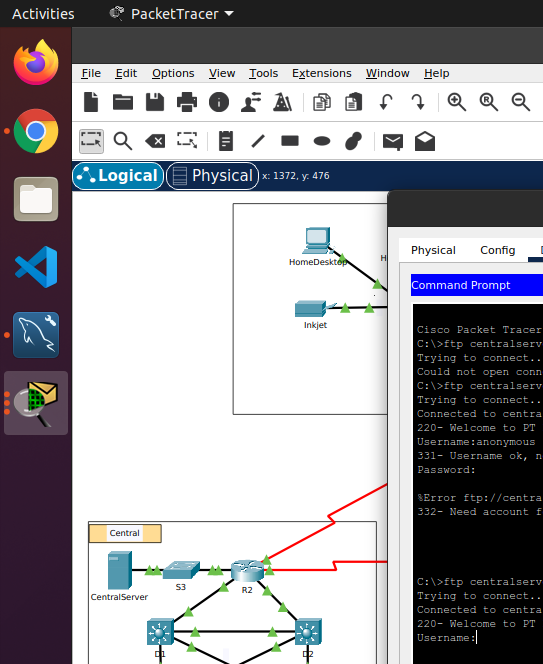 Activities
PacketTracer
File Edit Options View Tools Extensions Window Help
Logical
Physical
x: 1372, y: 476
HomeDesktop
H
Inkjet
Physical Config
Command Prompt
Cisco Packet Tracer
C:\>ftp centralserv
Trying to connect..
Could not open conn
C:\>ftp centralserv
Trying to connect..
Connected to centra
220- Welcome to PT
Username:anonymous
331- Username ok, n
Password:
%Error ftp://centra
332- Need account f
C:\>ftp centralserv
Trying to connect..
Connected to centra
220- Welcome to PT
Username:
Central
CentralServer
S3
R2
D1
D2